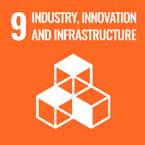 9 INDUSTRY, INNOVATION
AND INFRASTRUCTURE